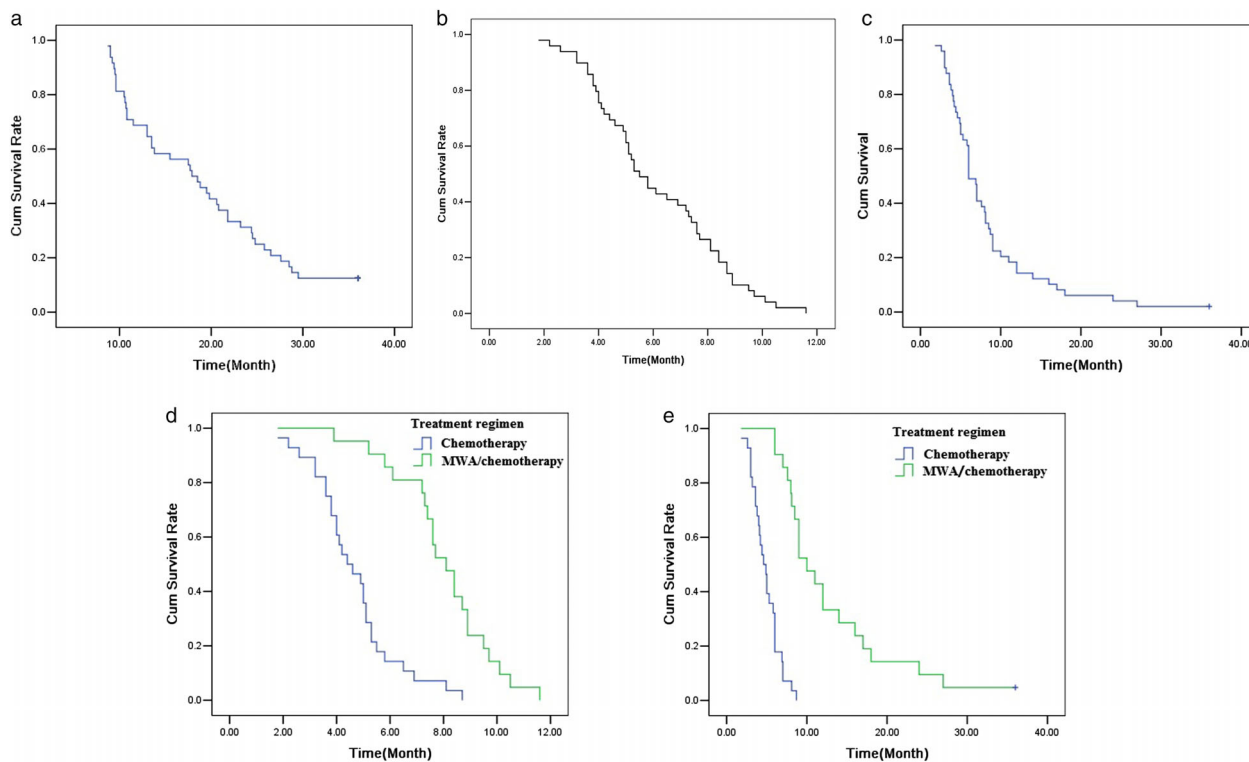 a
1.0
0.8
0.6
0.4
0.2
0.0
Cum Survival Rate
10.00 20.00 30.00 40.00
Time(Month)
b
1.0
0.8
0.6
0.4
0.2
0.0
Cum Survival Rate
0.00 2.00 4.00 6.00 8.00 10.00 12.00
Time(Month)
c
1.0
0.8
0.6
0.4
0.2
0.0
Cum Survival
0.00 10.00 20.00 30.00 40.00
Time(Month)
d
Treatment regimen
Chemotherapy
MWA/chemotherapy
1.0
0.8
0.6
0.4
0.2
0.0
Cum Survival Rate
0.00 2.00 4.00 6.00 8.00 10.00 12.00
Time(Month)
e
Treatment regimen
Chemotherapy
MWA/chemotherapy
1.0
0.8
0.6
0.4
0.2
0.0
Cum Survival Rate
0.00 10.00 20.00 30.00 40.00
Time(Month)